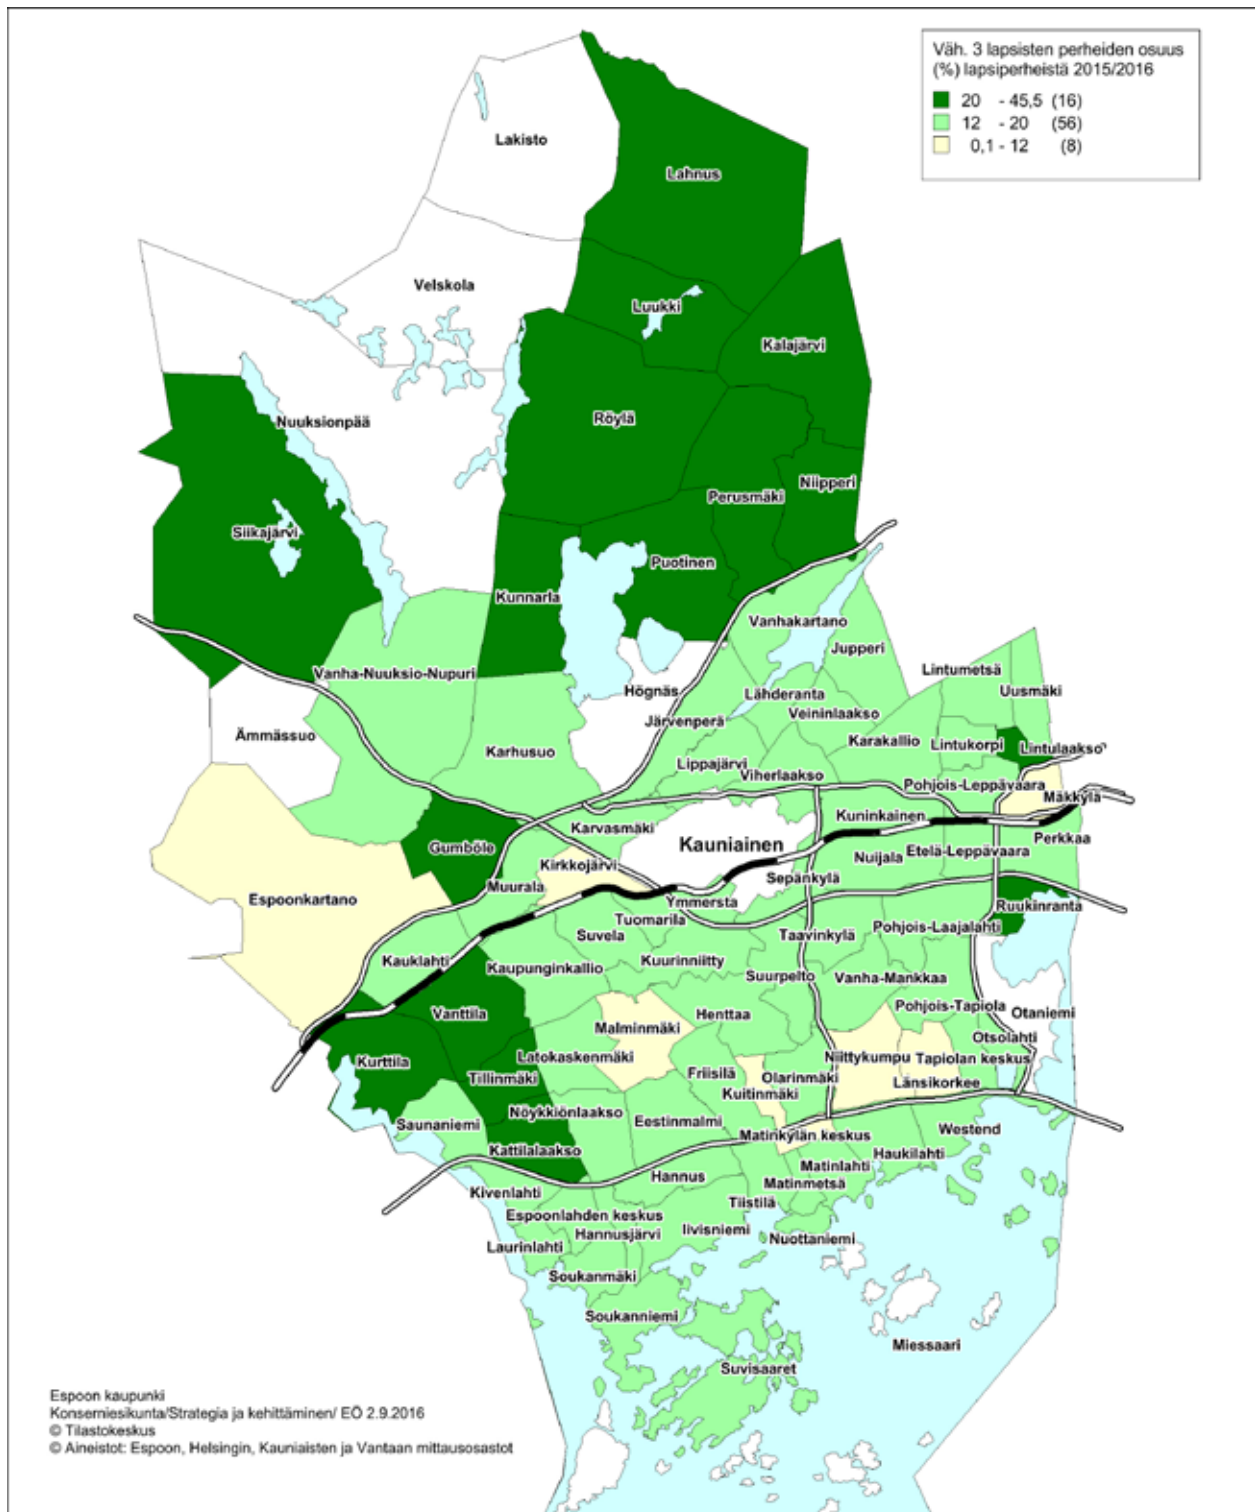 Väh. 3 lapsisten perheiden osuus
(%) lapsiperheistä 2015/2016
20 - 45,5 (16)
12 - 20 (56)
0,1 - 12 (8)
Lakisto
Lahnus
Velskola
Luukki
Kalajärvi
Nuuksionpää
Röylä
Perusmäki
Niipperi
Siikajärvi
Puotinen
Kunnarla
Vanhakartano
Jupperi
Vanha-Nuuksio-Nupuri
Lintumetsä
Uusmäki
Högnäs
Lähderanta
Veininlaakso
Järvenperä
Ämmässuo
Karhusuo
Karakallio
Lintukorpi
Lintulaakso
Lippajärvi
Viherlaakso
Pohjois-Leppävaara
Mäkkylä
Karvasmäki
Kuninkainen
Perkkaa
Gumböle
Kauniainen
Kirkkojärvi
Nuijala
Etelä-Leppävaara
Sepänkylä
Muurala
Espoonkartano
Ymmersta
Ruukinranta
Tuomarila
Suvela
Taavinkylä
Pohjois-Laajalahti
Kauklahti
Kaupunginkallio
Kuurinniitty
Suurpelto
Vanha-Mankkaa
Vanttila
Malminmäki
Henttaa
Pohjois-Tapiola
Otaniemi
Otsolahti
Kurttila
Latokaskenmäki
Niittykumpu
Tapiolan keskus
Tillinmäki
Friisilä
Olarinmäki
Länsikorkee
Kuitinmäki
Nöykkiönlaakso
Saunaniemi
Eestinmalmi
Matinkylän keskus
Westend
Kattilalaakso
Haukilahti
Matinlahti
Hannus
Matinmetsä
Kivenlahti
Tiistilä
Espoonlahden keskus
Iivisniemi
Hannusjärvi
Nuottaniemi
Laurinlahti
Soukanmäki
Soukanniemi
Miessaari
Suvisaaret
Espoon kaupunki
Konserniesikunta/Strategia ja kehittäminen/ EÖ 2.9.2016
© Tilastokeskus
© Aineistot: Espoon, Helsingin, Kauniaisten ja Vantaan mittausosastot